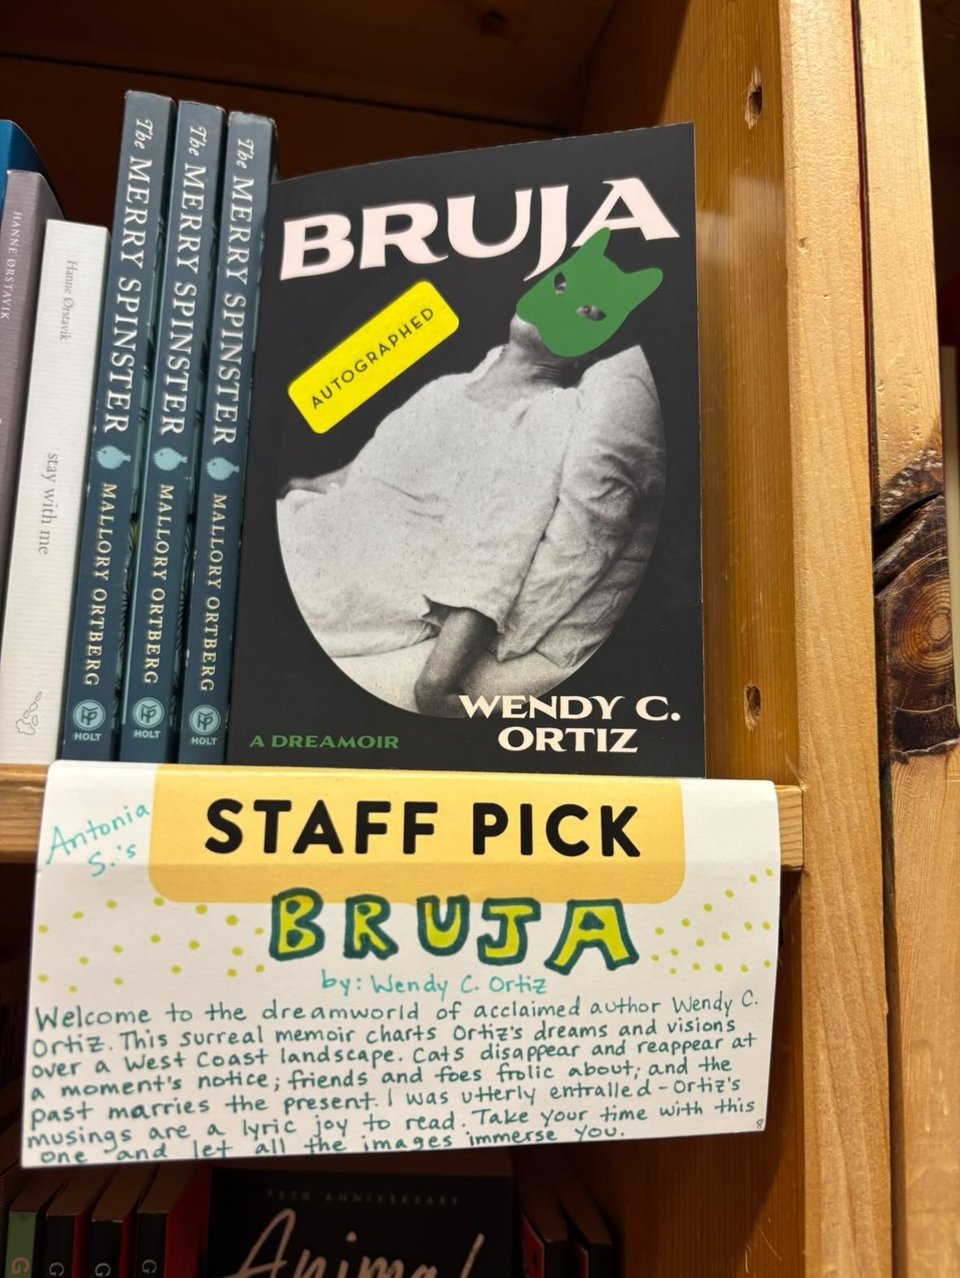 HANNE ØRSTAVIK
Hanne Ørstavik
stay with me
The MERRY SPINSTER
MALLORY ORTBERG
HOLT
The MERRY SPINSTER
MALLORY ORTBERG
HOLT
The MERRY SPINSTER
MALLORY ORTBERG
HOLT
BRUJA
AUTOGRAPHED
A DREAMOIR
WENDY C.
ORTIZ
Antonia
S.'s
STAFF PICK
BRUJA
by: Wendy C. Ortiz
Welcome to the dreamworld of acclaimed author Wendy C.
Ortiz. This surreal memoir charts Ortiz's dreams and visions
over a West Coast landscape. Cats disappear and reappear at
a moment's notice; friends and foes frolic about; and the
past marries the present. I was utterly entralled - Ortiz's
musings are a lyric joy to read. Take your time with this
one and let all the images immerse you.
8
75TH ANNIVERSARY
Animal
G
G
G
G